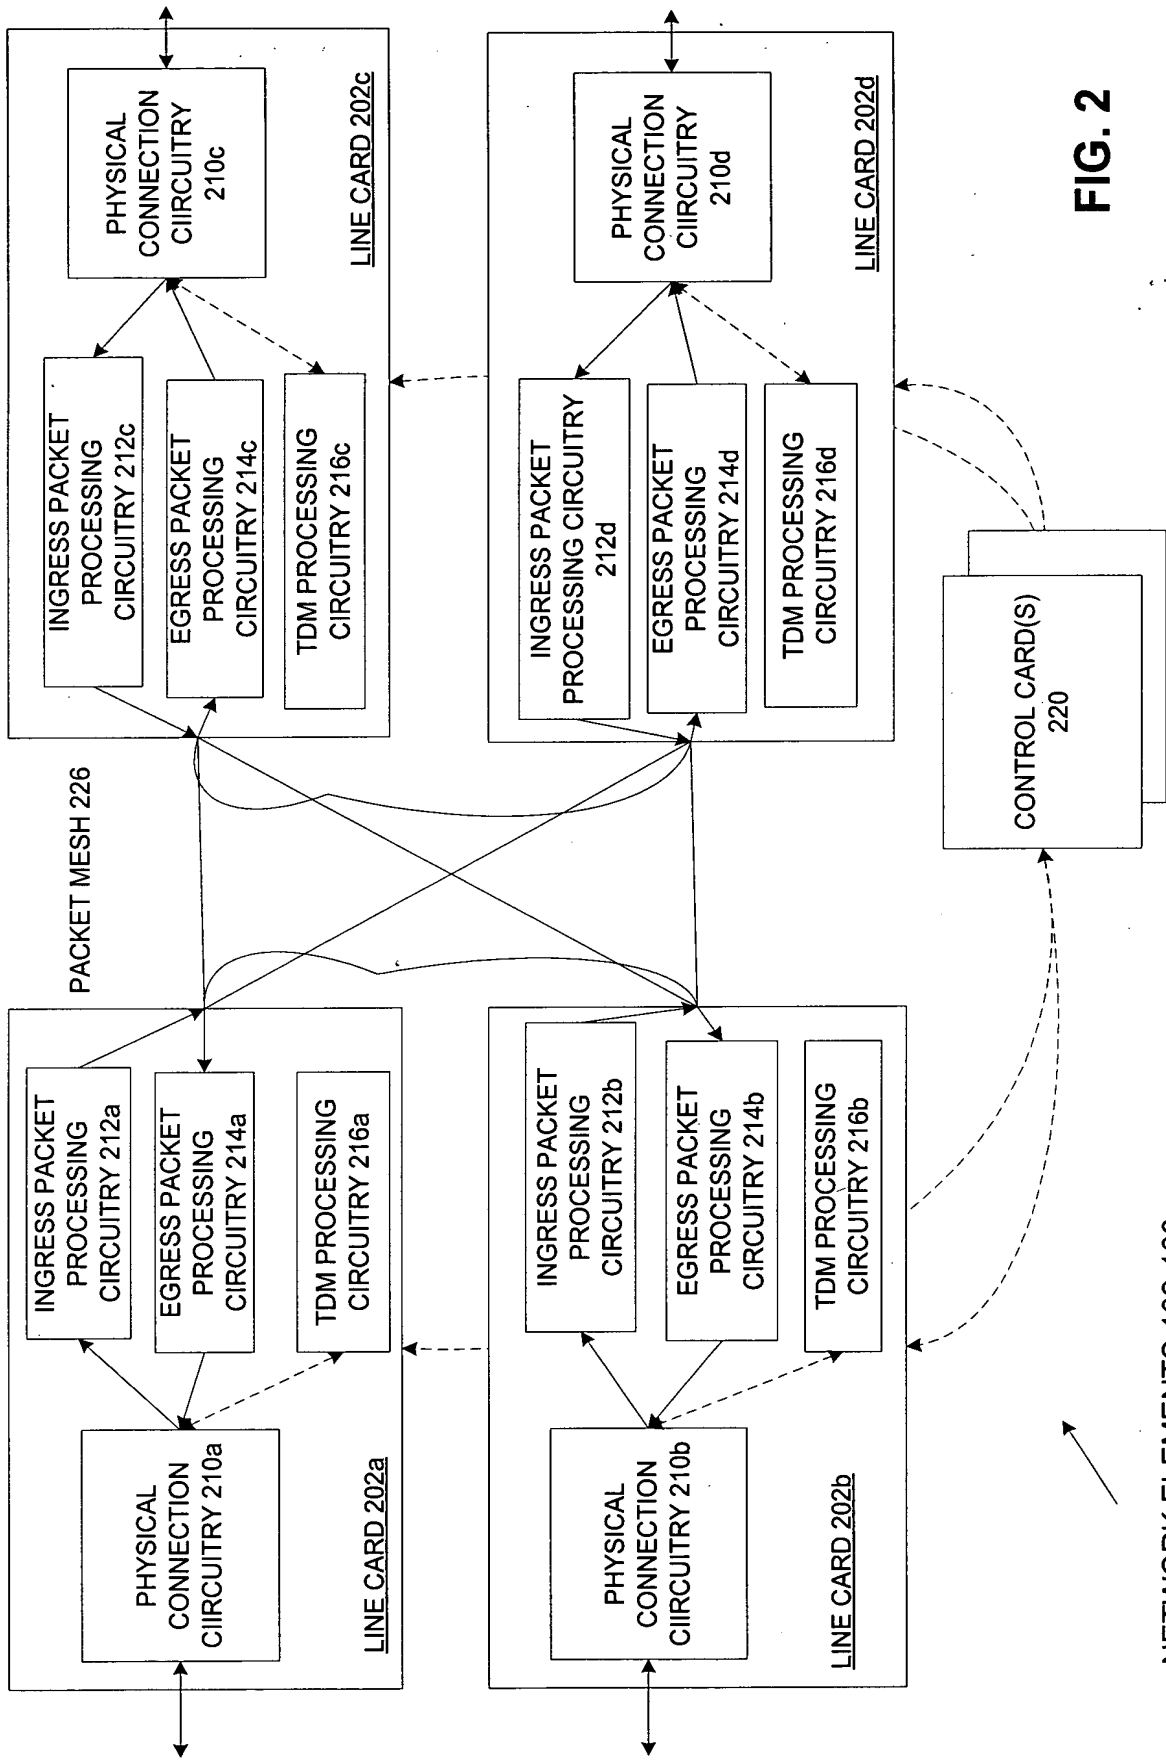 PHYSICAL
CONNECTION
CIIRCUITRY 210a
INGRESS PACKET
PROCESSING
CIRCUITRY 212a
EGRESS PACKET
PROCESSING
CIRCUITRY 214a
TDM PROCESSING
CIRCUITRY 216a
LINE CARD 202a
PACKET MESH 226
INGRESS PACKET
PROCESSING
CIRCUITRY 212c
EGRESS PACKET
PROCESSING
CIRCUITRY 214c
TDM PROCESSING
CIRCUITRY 216c
PHYSICAL
CONNECTION
CIIRCUITRY
210c
LINE CARD 202c
PHYSICAL
CONNECTION
CIIRCUITRY 210b
INGRESS PACKET
PROCESSING
CIRCUITRY 212b
EGRESS PACKET
PROCESSING
CIRCUITRY 214b
TDM PROCESSING
CIRCUITRY 216b
LINE CARD 202b
INGRESS PACKET
PROCESSING CIRCUITRY
212d
EGRESS PACKET
PROCESSING
CIRCUITRY 214d
TDM PROCESSING
CIRCUITRY 216d
PHYSICAL
CONNECTION
CIIRCUITRY
210d
LINE CARD 202d
CONTROL CARD(S)
220
NETWORK ELEMENTS
FIG. 2